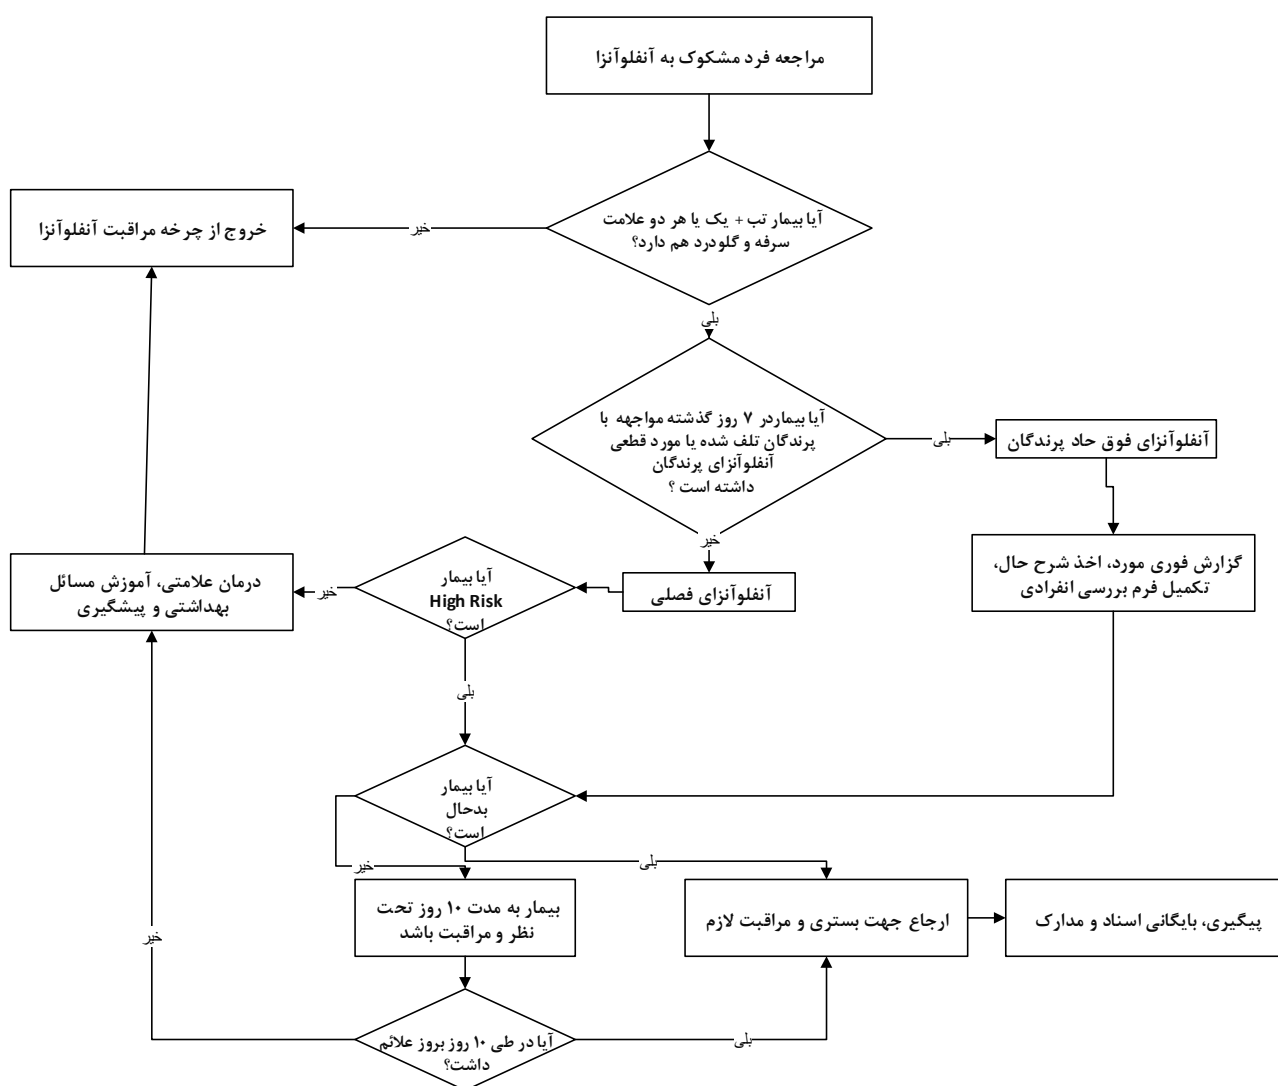 مراجعه فرد مشکوک به آنفلوآنزا
آیا بیمار تب + یک یا هر دو علامت
سرفه و گلودرد هم دارد؟
خیر
خروج از چرخه مراقبت آنفلوآنزا
بلی
آیا بیماردر ۷ روز گذشته مواجهه با
پرندگان تلف شده یا مورد قطعی
آنفلوآنزای پرندگان
داشته است ؟
بلی
آنفلوآنزای فوق حاد پرندگان
گزارش فوری مورد، اخذ شرح حال،
تکمیل فرم بررسی انفرادی
خیر
آنفلوآنزای فصلی
آیا بیمار
High Risk
است؟
خیر
درمان علامتی، آموزش مسائل
بهداشتی و پیشگیری
بلی
آیا بیمار
بدحال
است؟
بلی
خیر
بیمار به مدت ۱۰ روز تحت
نظر و مراقبت باشد
ارجاع جهت بستری و مراقبت لازم
پیگیری، بایگانی اسناد و مدارک
آیا در طی ۱۰ روز بروز علائم
داشت؟
بلی
خیر